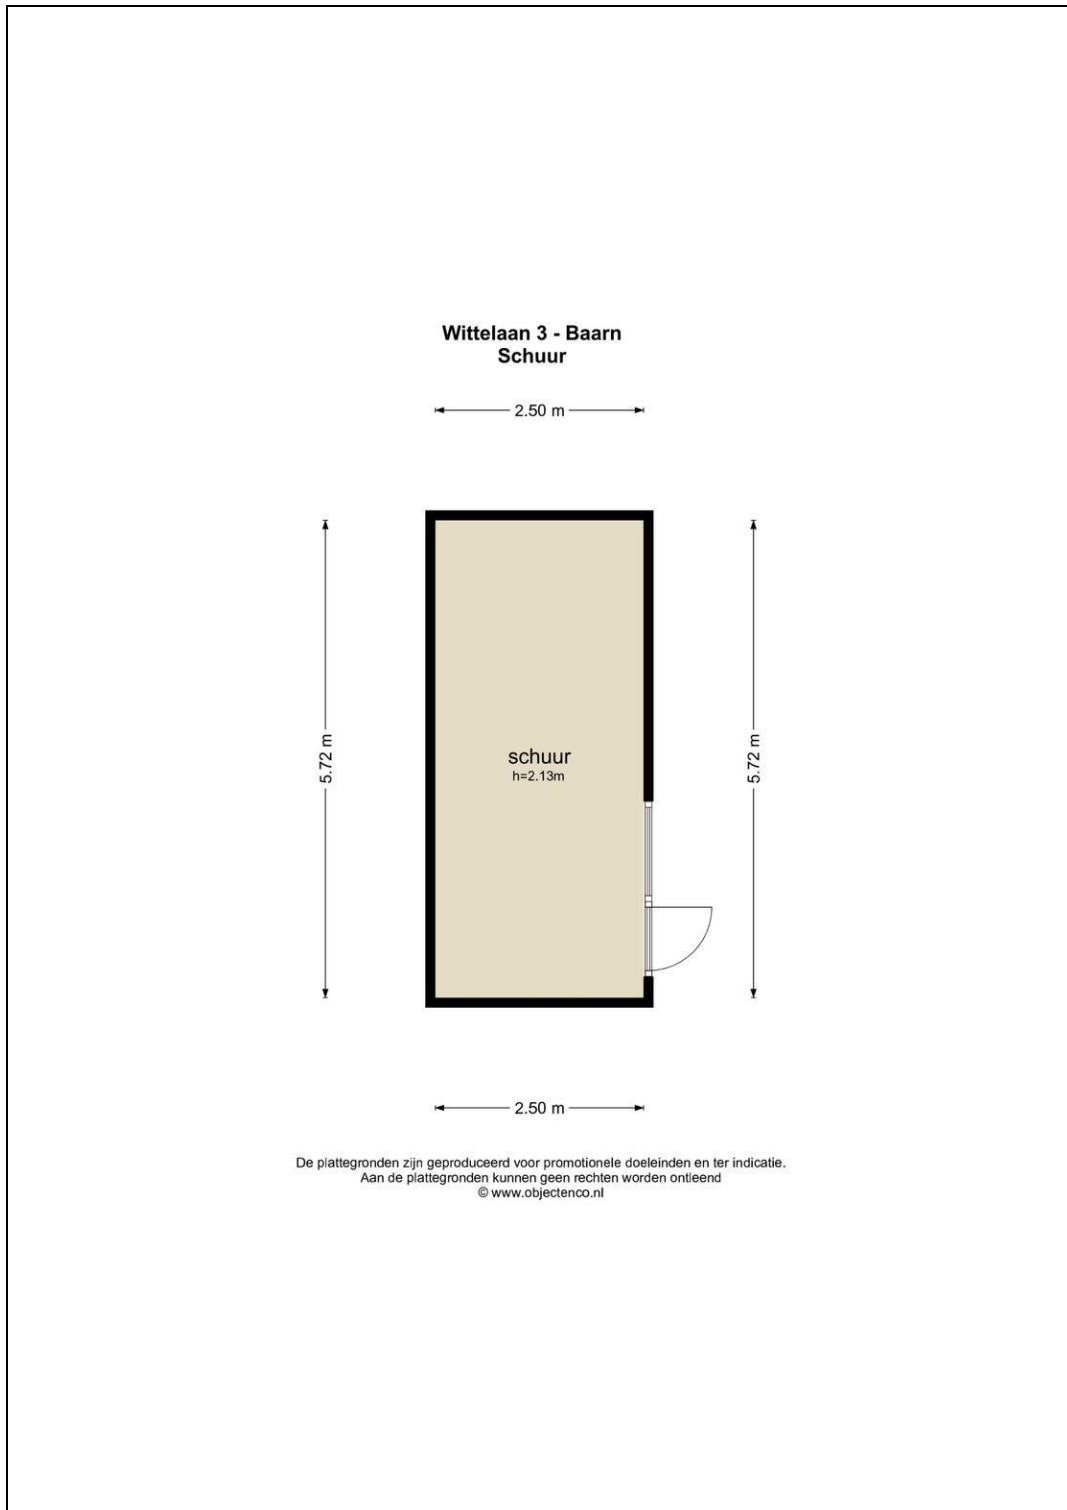 Wittelaan 3 - Baarn
Schuur
2.50 m
5.72 m
5.72 m
schuur
h=2.13m
2.50 m
De plattegronden zijn geproduceerd voor promotionele doeleinden en ter indicatie.
Aan de plattegronden kunnen geen rechten worden ontleend
© www.objectenco.nl